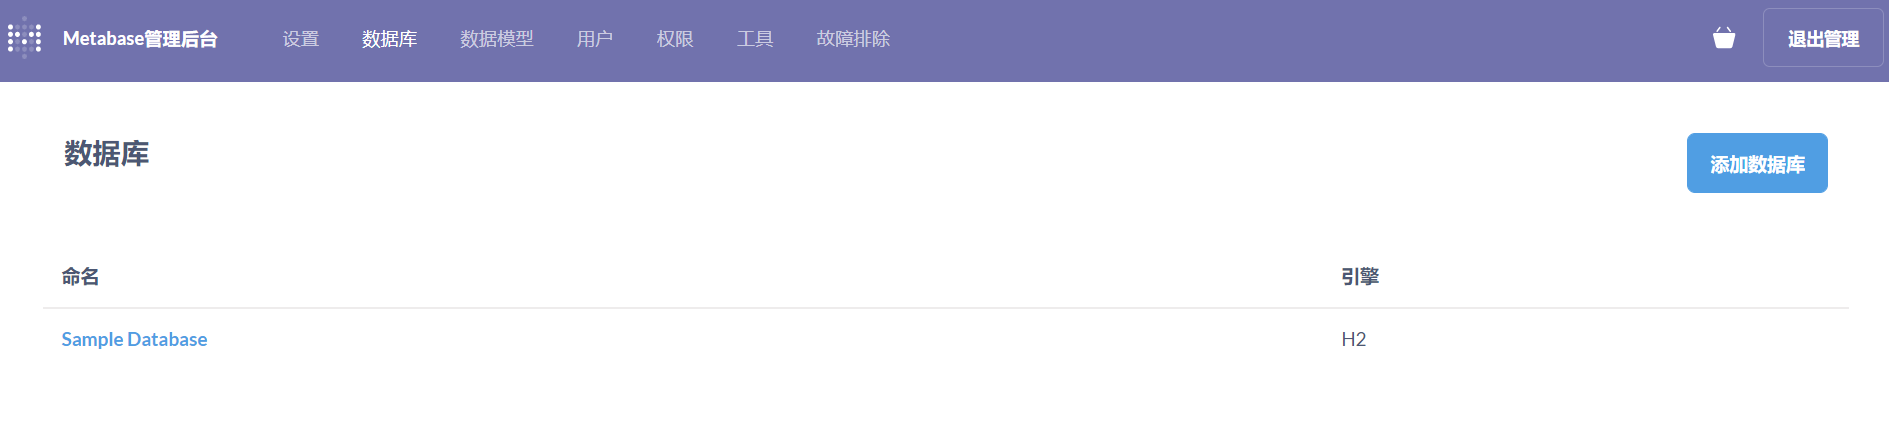 Metabase管理后台 设置 数据库 数据模型 用户 权限 工具 故障排除 退出管理
数据库 添加数据库
命名 引擎
Sample Database H2